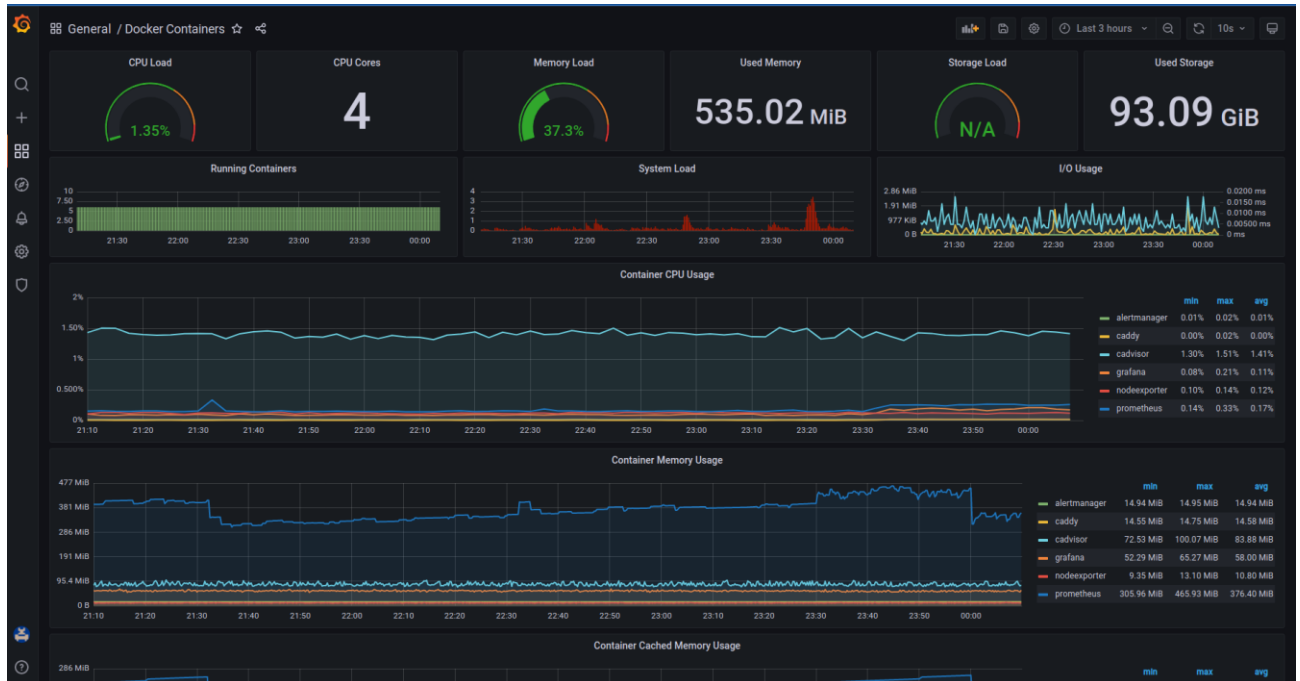 General / Docker Containers
Last 3 hours
10s
CPU Load
CPU Cores
Memory Load
Used Memory
Storage Load
Used Storage
1.35%
4
37.3%
535.02 MiB
N/A
93.09 GiB
Running Containers
10
7.50
5
2.50
0
21:30 22:00 22:30 23:00 23:30 00:00
System Load
4
3
2
1
0
21:30 22:00 22:30 23:00 23:30 00:00
I/O Usage
2.86 MiB
1.91 MiB
977 KiB
0 B
0.0200 ms
0.0150 ms
0.0100 ms
0.00500 ms
0 ms
21:30 22:00 22:30 23:00 23:30 00:00
Container CPU Usage
2%
1.50%
1%
0.500%
0%
21:10 21:20 21:30 21:40 21:50 22:00 22:10 22:20 22:30 22:40 22:50 23:00 23:10 23:20 23:30 23:40 23:50 00:00
min max avg
alertmanager 0.01% 0.02% 0.01%
caddy 0.00% 0.02% 0.00%
cadvisor 1.30% 1.51% 1.41%
grafana 0.08% 0.21% 0.11%
nodeexporter 0.10% 0.14% 0.12%
prometheus 0.14% 0.33% 0.17%
Container Memory Usage
477 MiB
381 MiB
286 MiB
191 MiB
95.4 MiB
0 B
21:10 21:20 21:30 21:40 21:50 22:00 22:10 22:20 22:30 22:40 22:50 23:00 23:10 23:20 23:30 23:40 23:50 00:00
min max avg
alertmanager 14.94 MiB 14.95 MiB 14.94 MiB
caddy 14.55 MiB 14.75 MiB 14.58 MiB
cadvisor 72.53 MiB 100.07 MiB 83.88 MiB
grafana 52.29 MiB 65.27 MiB 58.00 MiB
nodeexporter 9.35 MiB 13.10 MiB 10.80 MiB
prometheus 305.96 MiB 465.93 MiB 376.40 MiB
Container Cached Memory Usage
286 MiB
min max avg